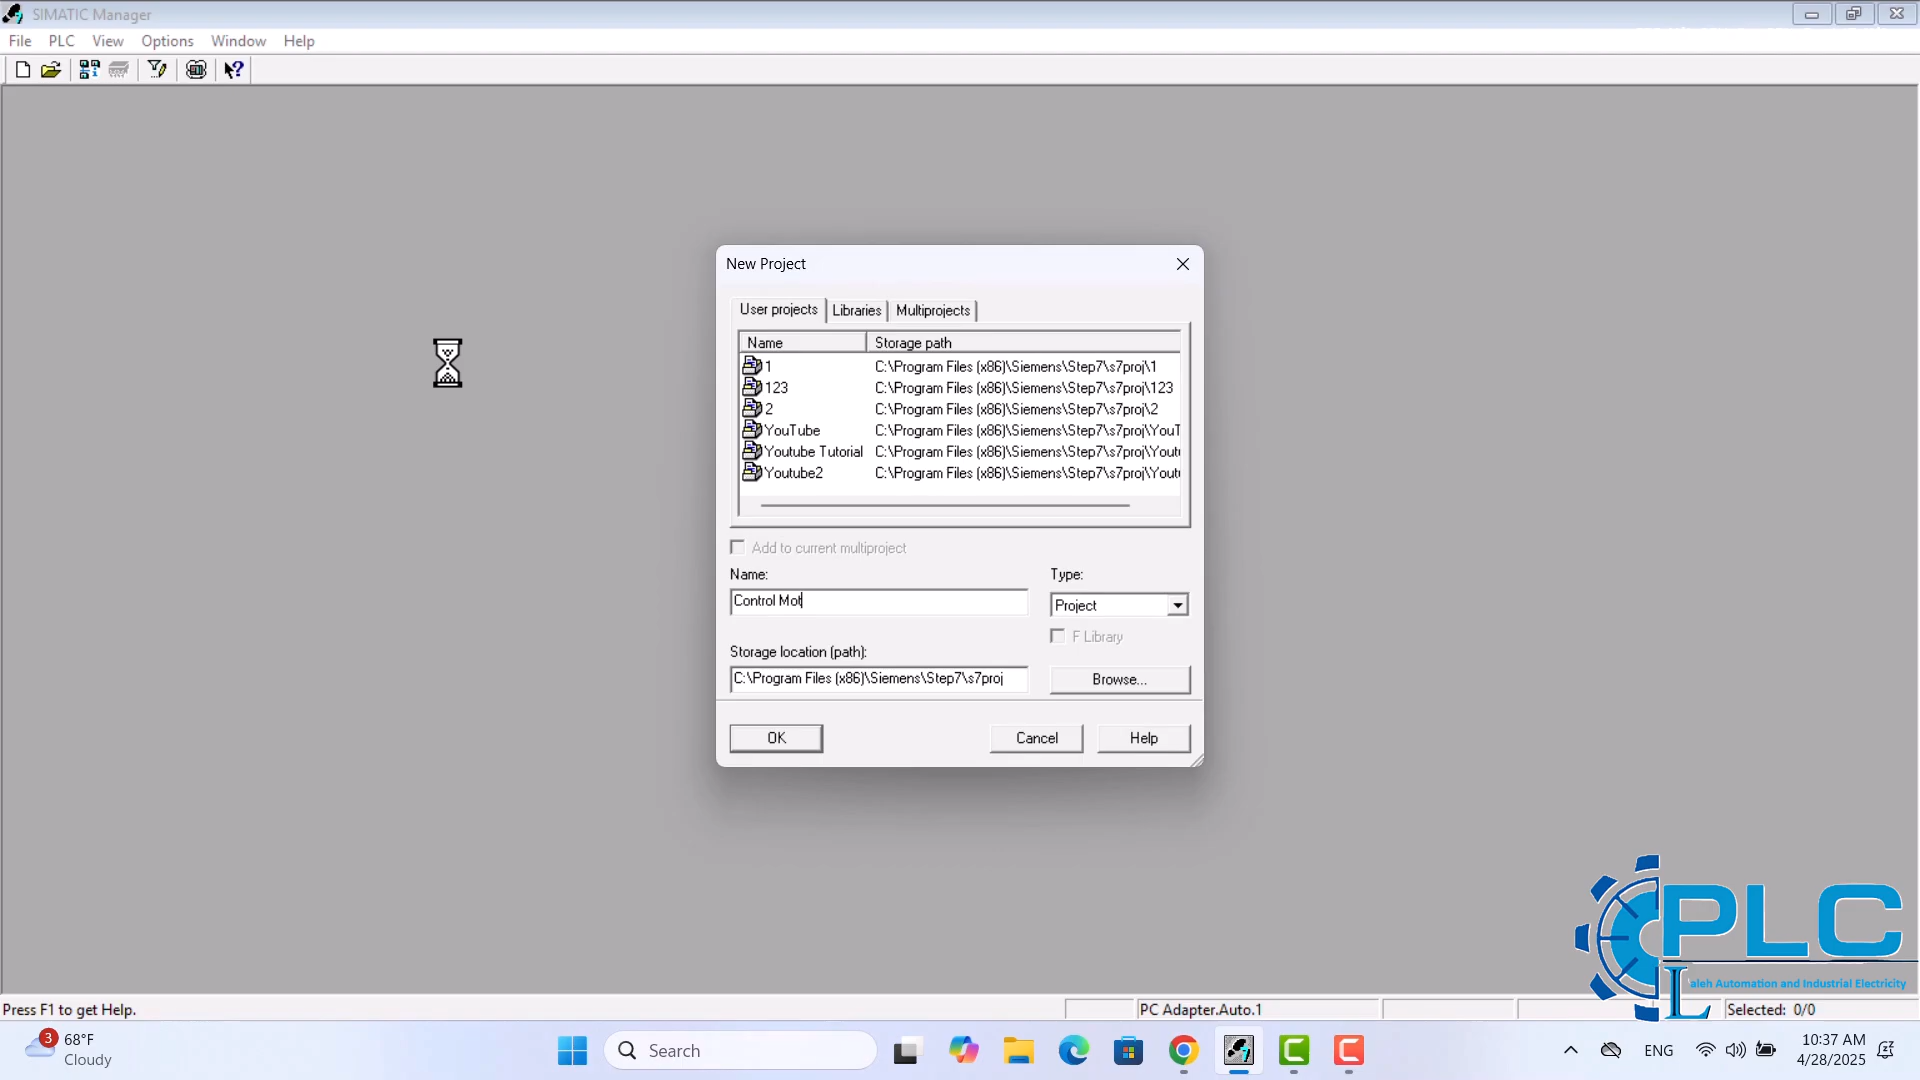 SIMATIC Manager
File PLC View Options Window Help
New Project
User projects Libraries Multiprojects
Name Storage path
1 C:\Program Files (x86)\Siemens\Step7\s7proj\1
123 C:\Program Files (x86)\Siemens\Step7\s7proj\123
2 C:\Program Files (x86)\Siemens\Step7\s7proj\2
YouTube C:\Program Files (x86)\Siemens\Step7\s7proj\YouT
Youtube Tutorial C:\Program Files (x86)\Siemens\Step7\s7proj\Yout
Youtube2 C:\Program Files (x86)\Siemens\Step7\s7proj\Yout
Add to current multiproject
Name: Type:
Control Mot Project
F Library
Storage location (path):
C:\Program Files (x86)\Siemens\Step7\s7proj Browse...
OK Cancel Help
PLC
Laleh Automation and Industrial Electricity
Press F1 to get Help. PC Adapter.Auto.1 Selected: 0/0
3 68°F
Cloudy
Search
ENG
10:37 AM
4/28/2025